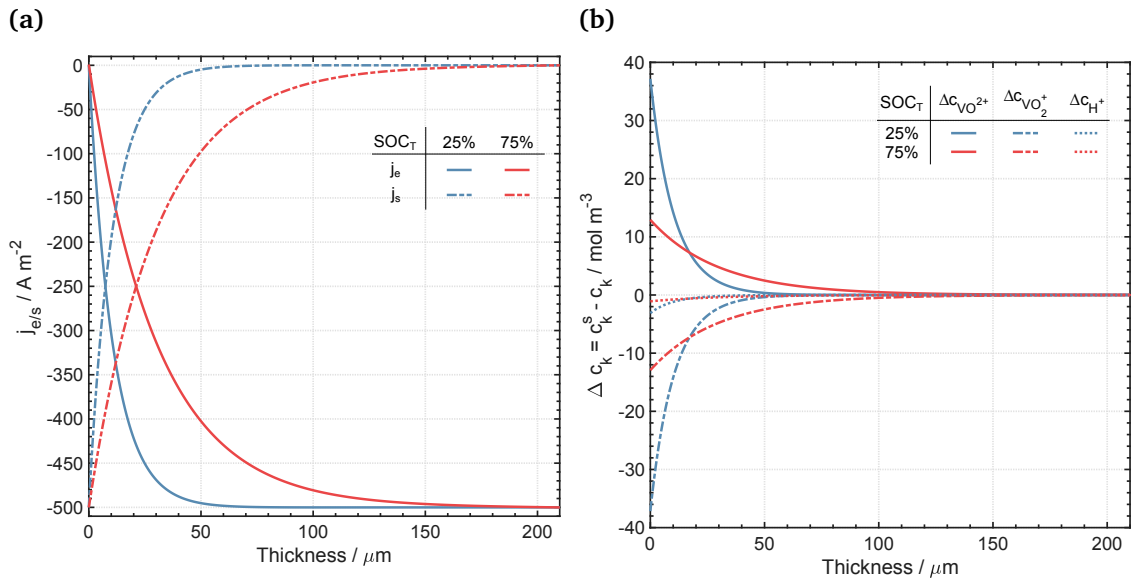 (a)
0
-50
-100
-150
-200
-250
-300
-350
-400
-450
-500
j_e/s / A m⁻²
SOC_T 25% 75%
j_e
j_s
0 50 100 150 200
Thickness / μm
(b)
40
30
20
10
0
-10
-20
-30
-40
Δ c_k = c_k^s - c_k / mol m⁻³
SOC_T Δc_VO²⁺ Δc_VO₂⁺ Δc_H⁺
25%
75%
0 50 100 150 200
Thickness / μm